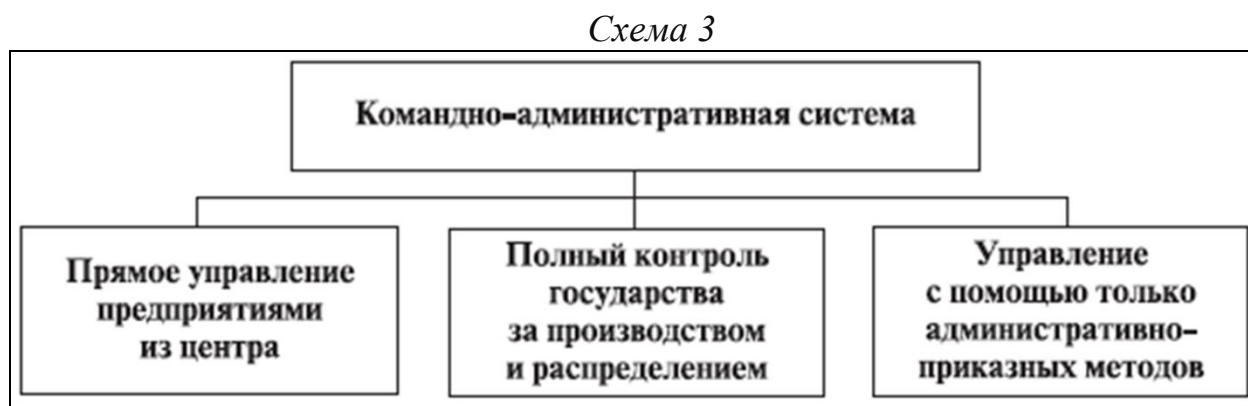 Схема 3
Командно-административная система
Прямое управление
предприятиями
из центра
Полный контроль
государства
за производством
и распределением
Управление
с помощью только
административно-
приказных методов